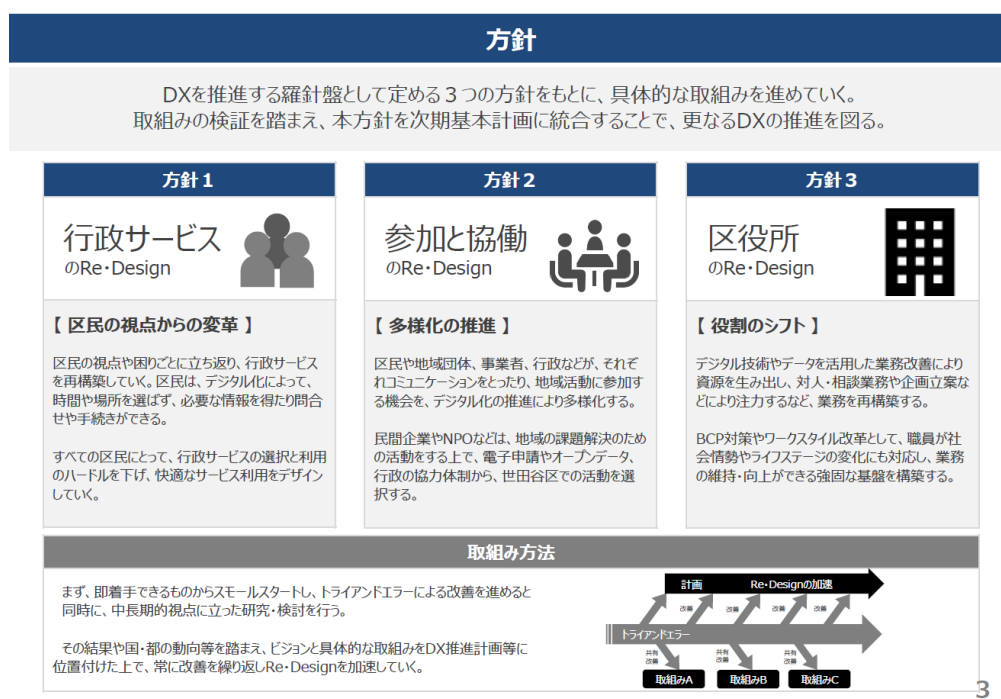 方針
DXを推進する羅針盤として定める３つの方針をもとに、具体的な取組みを進めていく。
取組みの検証を踏まえ、本方針を次期基本計画に統合することで、更なるDXの推進を図る。
方針１
行政サービス
のRe・Design
【 区民の視点からの変革 】
区民の視点や困りごとに立ち返り、行政サービス
を再構築していく。区民は、デジタル化によって、
時間や場所を選ばず、必要な情報を得たり問合
せや手続きができる。
すべての区民にとって、行政サービスの選択と利用
のハードルを下げ、快適なサービス利用をデザイン
していく。
方針２
参加と協働
のRe・Design
【 多様化の推進 】
区民や地域団体、事業者、行政などが、それぞ
れコミュニケーションをとったり、地域活動に参加す
る機会を、デジタル化の推進により多様化する。
民間企業やNPOなどは、地域の課題解決のため
の活動をする上で、電子申請やオープンデータ、
行政の協力体制から、世田谷区での活動を選
択する。
方針３
区役所
のRe・Design
【 役割のシフト 】
デジタル技術やデータを活用した業務改善により
資源を生み出し、対人・相談業務や企画立案な
どにより注力するなど、業務を再構築する。
BCP対策やワークスタイル改革として、職員が社
会情勢やライフステージの変化にも対応し、業務
の維持・向上ができる強固な基盤を構築する。
取組み方法
まず、即着手できるものからスモールスタートし、トライアンドエラーによる改善を進めると
同時に、中長期的視点に立った研究・検討を行う。
その結果や国・都の動向等を踏まえ、ビジョンと具体的な取組みをDX推進計画等に
位置付けた上で、常に改善を繰り返しRe・Designを加速していく。
計画 Re・Designの加速
改善 改善 改善 改善
トライアンドエラー
共有 共有 共有
改善 改善 改善
取組みA 取組みB 取組みC
3